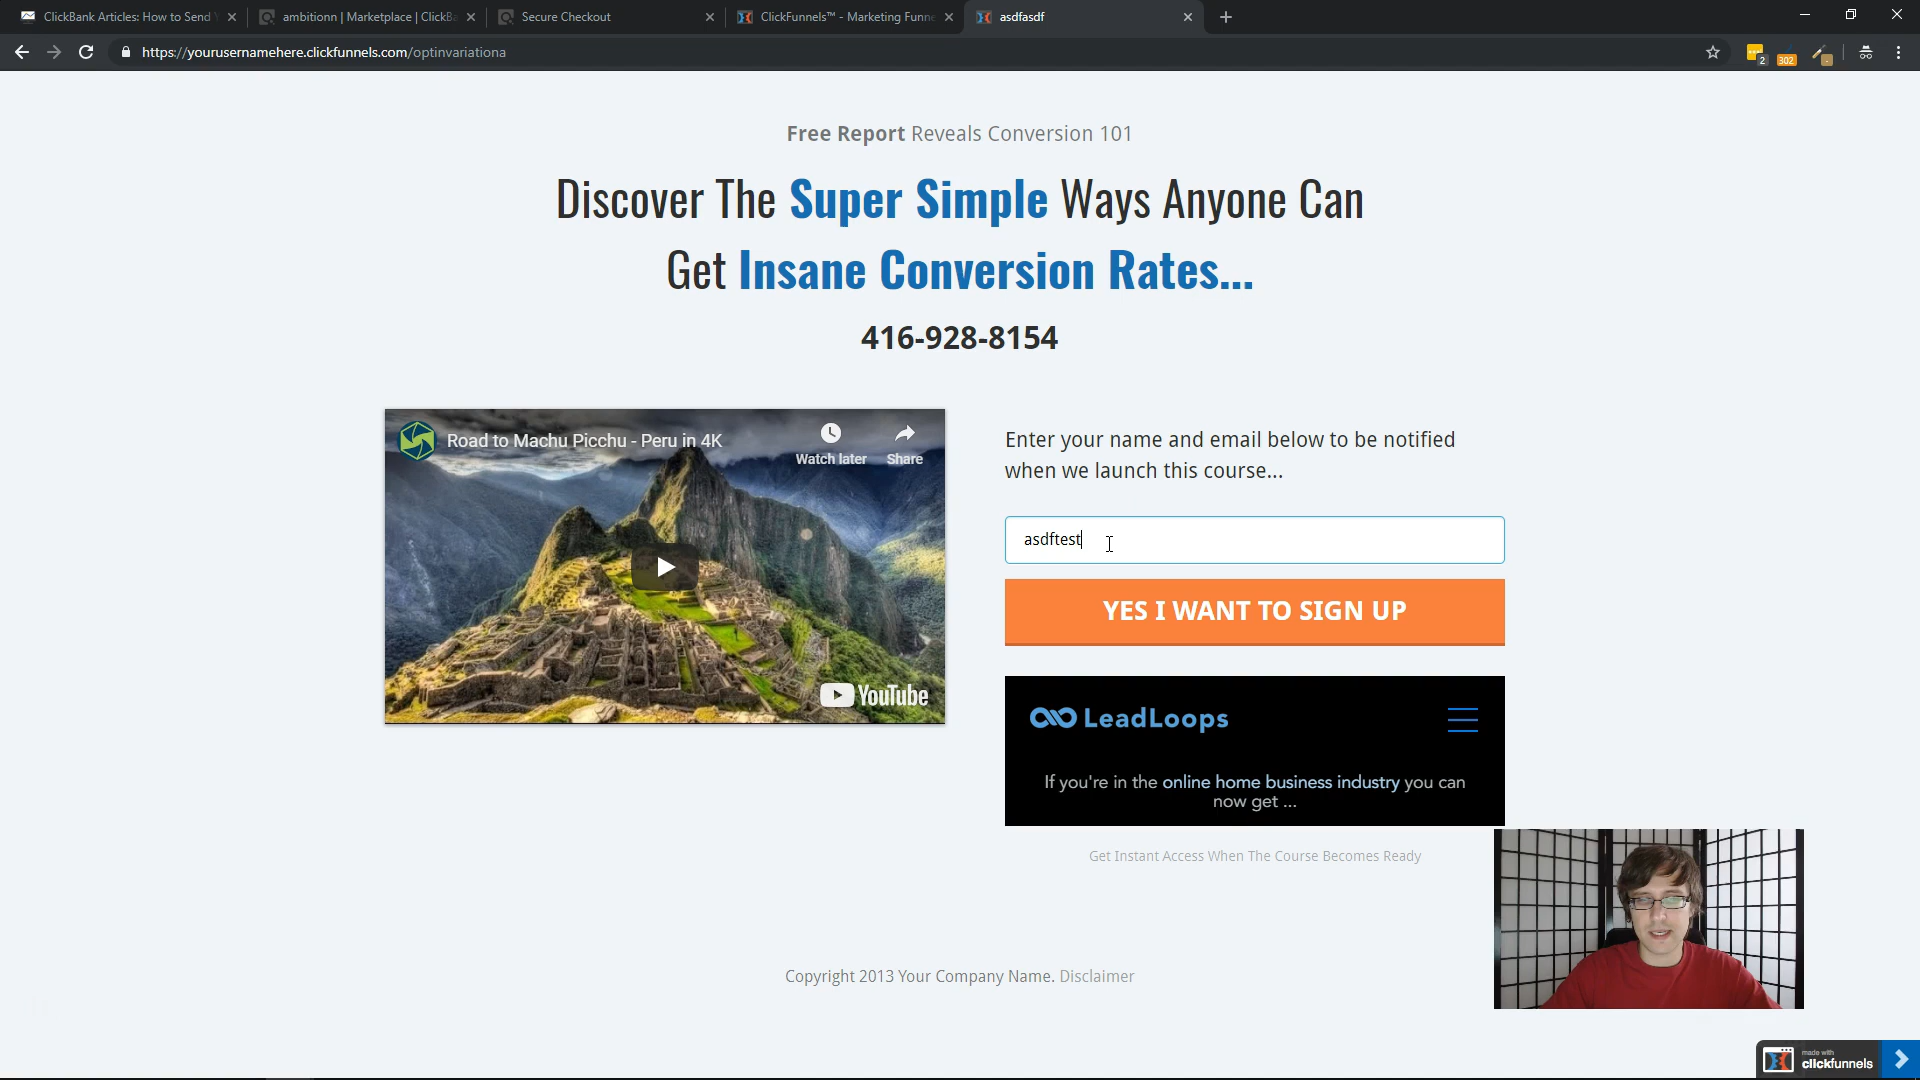 ClickBank Articles: How to Send Y
ambitionn | Marketplace | ClickBa
Secure Checkout
ClickFunnels™ - Marketing Funne
asdfasdf
https://yourusernamehere.clickfunnels.com/optinvariationa
2
302
Free Report Reveals Conversion 101
Discover The Super Simple Ways Anyone Can
Get Insane Conversion Rates...
416-928-8154
Road to Machu Picchu - Peru in 4K
Watch later
Share
YouTube
Enter your name and email below to be notified
when we launch this course...
asdftest
YES I WANT TO SIGN UP
LeadLoops
If you're in the online home business industry you can
now get ...
Get Instant Access When The Course Becomes Ready
Copyright 2013 Your Company Name. Disclaimer
made with
clickfunnels